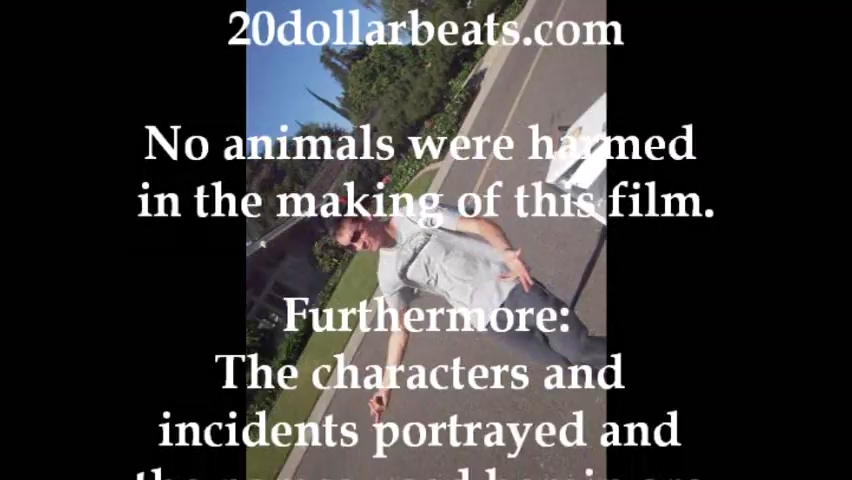 20dollarbeats.com
No animals were harmed
in the making of this film.
Furthermore:
The characters and
incidents portrayed and